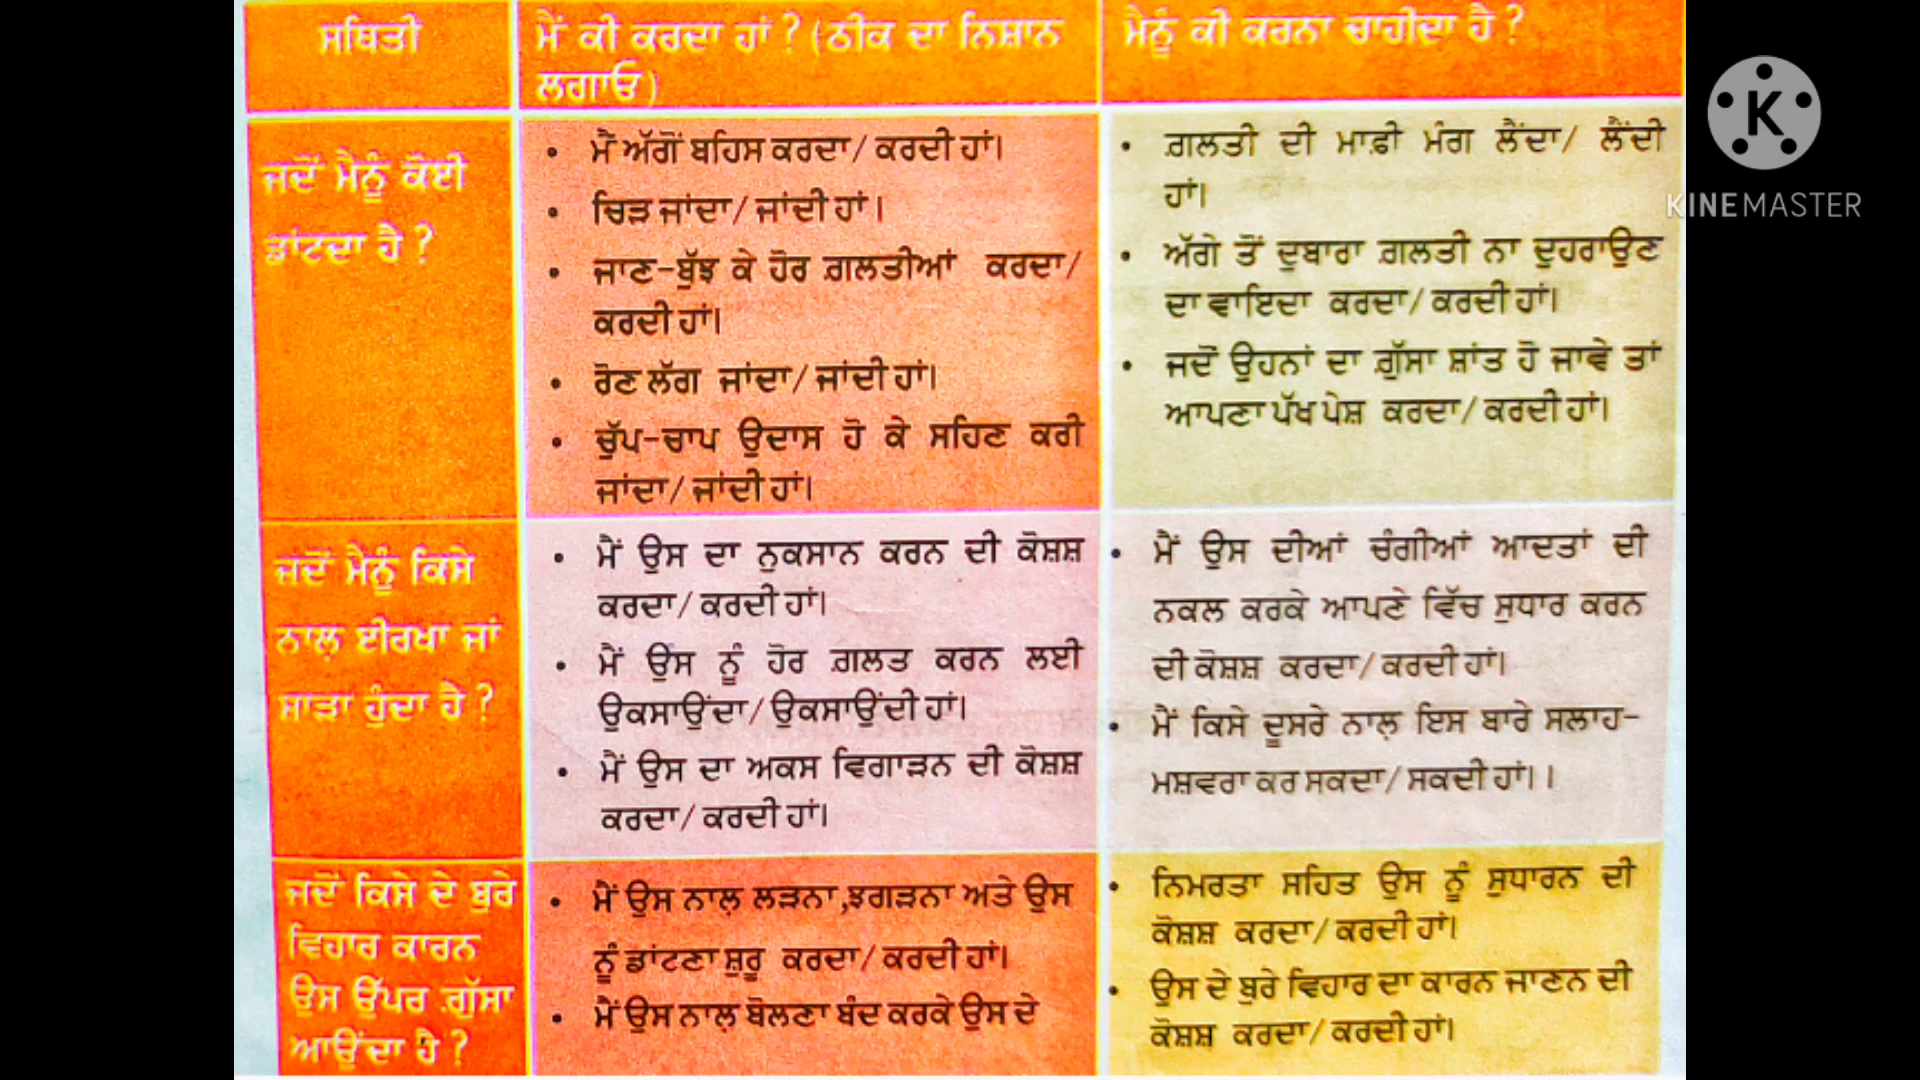 ਸਥਿਤੀ
ਮੈਂ ਕੀ ਕਰਦਾ ਹਾਂ ? (ਠੀਕ ਦਾ ਨਿਸ਼ਾਨ
ਲਗਾਓ)
ਮੈਨੂੰ ਕੀ ਕਰਨਾ ਚਾਹੀਦਾ ਹੈ ?
ਜਦੋਂ ਮੈਨੂੰ ਕੋਈ
ਡਾਂਟਦਾ ਹੈ ?
• ਮੈਂ ਅੱਗੋਂ ਬਹਿਸ ਕਰਦਾ/ ਕਰਦੀ ਹਾਂ।
• ਚਿੜ ਜਾਂਦਾ/ ਜਾਂਦੀ ਹਾਂ ।
• ਜਾਣ-ਬੁੱਝ ਕੇ ਹੋਰ ਗ਼ਲਤੀਆਂ ਕਰਦਾ/
ਕਰਦੀ ਹਾਂ।
• ਰੋਣ ਲੱਗ ਜਾਂਦਾ/ ਜਾਂਦੀ ਹਾਂ।
• ਚੁੱਪ-ਚਾਪ ਉਦਾਸ ਹੋ ਕੇ ਸਹਿਣ ਕਰੀ
ਜਾਂਦਾ/ ਜਾਂਦੀ ਹਾਂ।
• ਗ਼ਲਤੀ ਦੀ ਮਾਫ਼ੀ ਮੰਗ ਲੈਂਦਾ/ ਲੈਂਦੀ
ਹਾਂ।
• ਅੱਗੇ ਤੋਂ ਦੁਬਾਰਾ ਗ਼ਲਤੀ ਨਾ ਦੁਹਰਾਉਣ
ਦਾ ਵਾਇਦਾ ਕਰਦਾ/ ਕਰਦੀ ਹਾਂ।
• ਜਦੋਂ ਉਹਨਾਂ ਦਾ ਗ਼ੁੱਸਾ ਸ਼ਾਂਤ ਹੋ ਜਾਵੇ ਤਾਂ
ਆਪਣਾ ਪੱਖ ਪੇਸ਼ ਕਰਦਾ/ ਕਰਦੀ ਹਾਂ।
ਜਦੋਂ ਮੈਨੂੰ ਕਿਸੇ
ਨਾਲ਼ ਈਰਖਾ ਜਾਂ
ਸਾੜਾ ਹੁੰਦਾ ਹੈ ?
• ਮੈਂ ਉਸ ਦਾ ਨੁਕਸਾਨ ਕਰਨ ਦੀ ਕੋਸ਼ਸ਼
ਕਰਦਾ/ ਕਰਦੀ ਹਾਂ।
• ਮੈਂ ਉਸ ਨੂੰ ਹੋਰ ਗ਼ਲਤ ਕਰਨ ਲਈ
ਉਕਸਾਉਂਦਾ/ ਉਕਸਾਉਂਦੀ ਹਾਂ।
• ਮੈਂ ਉਸ ਦਾ ਅਕਸ ਵਿਗਾੜਨ ਦੀ ਕੋਸ਼ਸ਼
ਕਰਦਾ/ ਕਰਦੀ ਹਾਂ।
• ਮੈਂ ਉਸ ਦੀਆਂ ਚੰਗੀਆਂ ਆਦਤਾਂ ਦੀ
ਨਕਲ ਕਰਕੇ ਆਪਣੇ ਵਿੱਚ ਸੁਧਾਰ ਕਰਨ
ਦੀ ਕੋਸ਼ਸ਼ ਕਰਦਾ/ ਕਰਦੀ ਹਾਂ।
• ਮੈਂ ਕਿਸੇ ਦੂਸਰੇ ਨਾਲ਼ ਇਸ ਬਾਰੇ ਸਲਾਹ-
ਮਸ਼ਵਰਾ ਕਰ ਸਕਦਾ/ ਸਕਦੀ ਹਾਂ। ।
ਜਦੋਂ ਕਿਸੇ ਦੇ ਬੁਰੇ
ਵਿਹਾਰ ਕਾਰਨ
ਉਸ ਉੱਪਰ ਗ਼ੁੱਸਾ
ਆਉਂਦਾ ਹੈ ?
• ਮੈਂ ਉਸ ਨਾਲ਼ ਲੜਨਾ,ਝਗੜਨਾ ਅਤੇ ਉਸ
ਨੂੰ ਡਾਂਟਣਾ ਸ਼ੁਰੂ ਕਰਦਾ/ ਕਰਦੀ ਹਾਂ।
• ਮੈਂ ਉਸ ਨਾਲ਼ ਬੋਲਣਾ ਬੰਦ ਕਰਕੇ ਉਸ ਦੇ
• ਨਿਮਰਤਾ ਸਹਿਤ ਉਸ ਨੂੰ ਸੁਧਾਰਨ ਦੀ
ਕੋਸ਼ਸ਼ ਕਰਦਾ/ ਕਰਦੀ ਹਾਂ।
• ਉਸ ਦੇ ਬੁਰੇ ਵਿਹਾਰ ਦਾ ਕਾਰਨ ਜਾਣਨ ਦੀ
ਕੋਸ਼ਸ਼ ਕਰਦਾ/ ਕਰਦੀ ਹਾਂ।
K
KINEMASTER